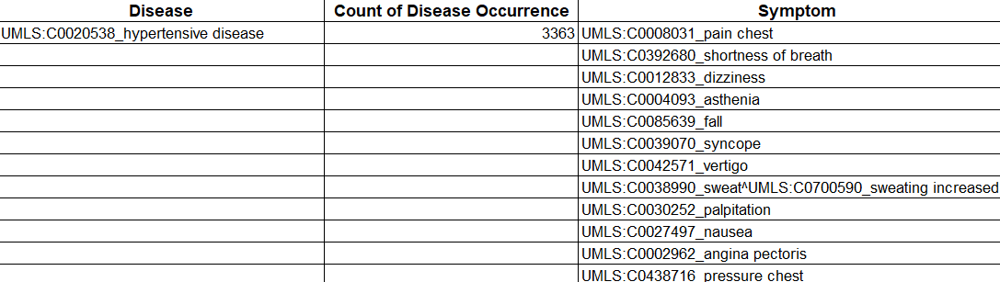 Disease Count of Disease Occurrence Symptom
UMLS:C0020538_hypertensive disease 3363 UMLS:C0008031_pain chest
UMLS:C0392680_shortness of breath
UMLS:C0012833_dizziness
UMLS:C0004093_asthenia
UMLS:C0085639_fall
UMLS:C0039070_syncope
UMLS:C0042571_vertigo
UMLS:C0038990_sweat^UMLS:C0700590_sweating increased
UMLS:C0030252_palpitation
UMLS:C0027497_nausea
UMLS:C0002962_angina pectoris
UMLS:C0438716_pressure chest